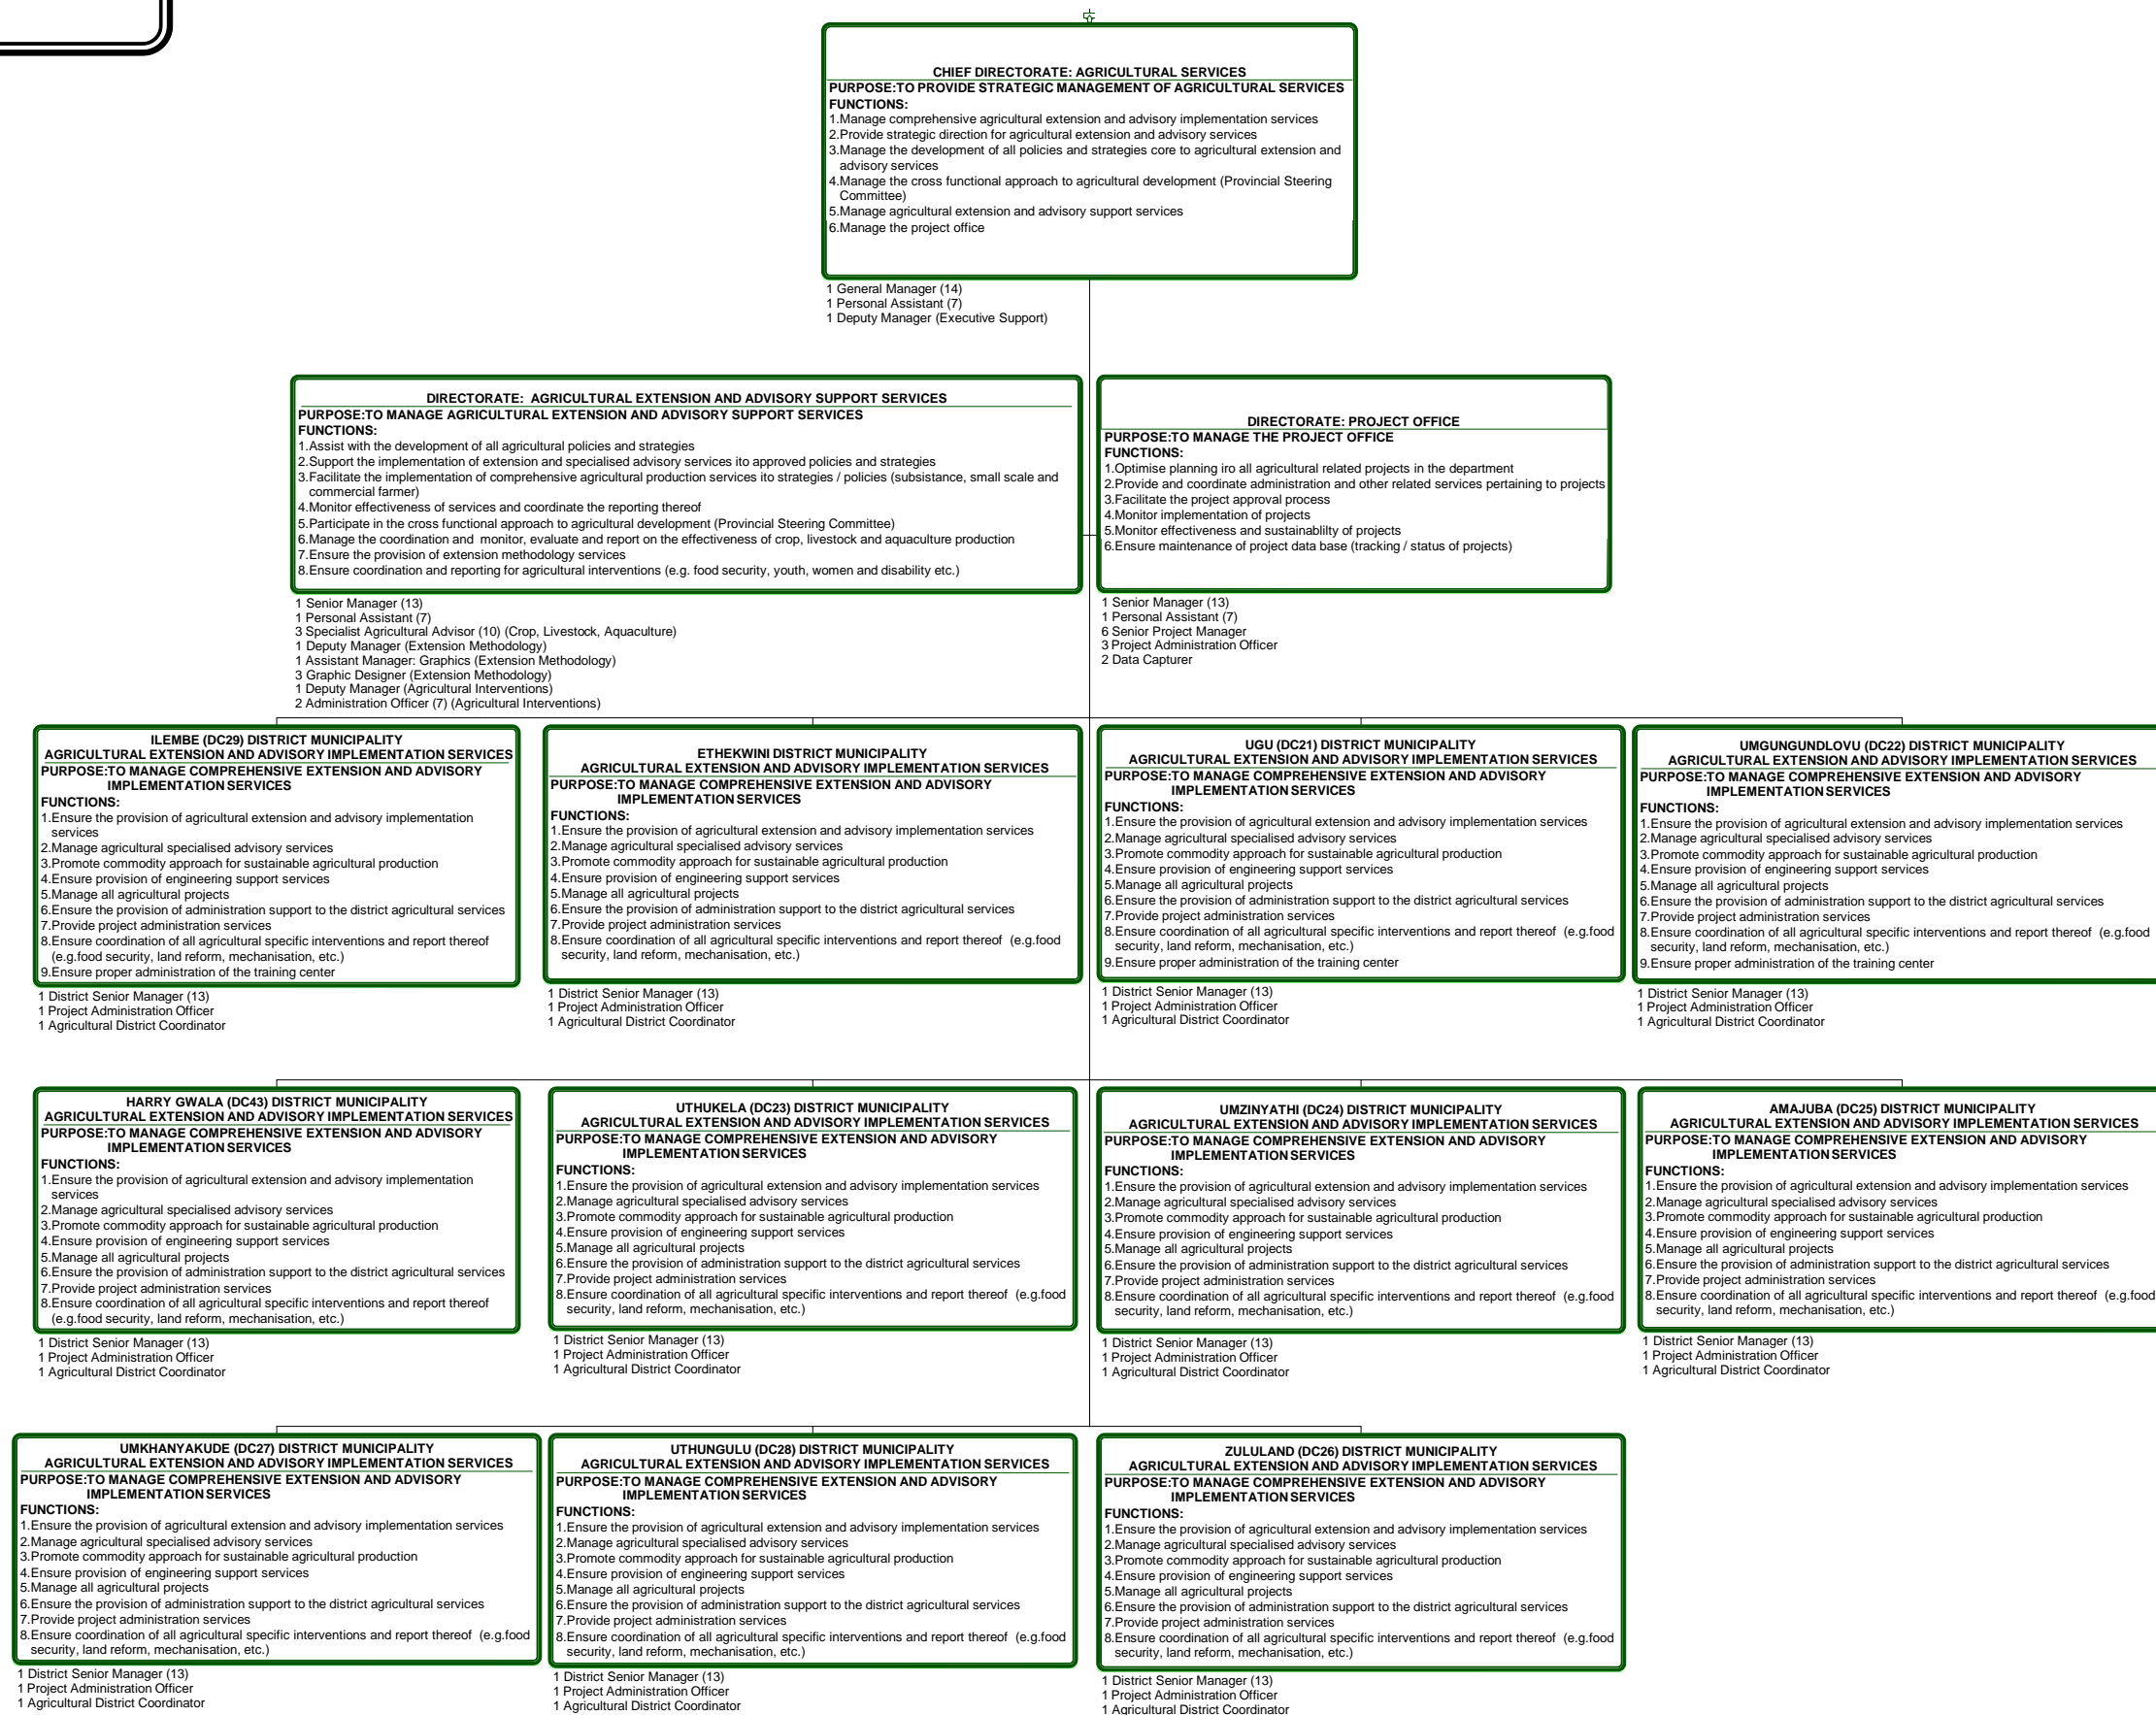 CHIEF DIRECTORATE: AGRICULTURAL SERVICES
PURPOSE:TO PROVIDE STRATEGIC MANAGEMENT OF AGRICULTURAL SERVICES
FUNCTIONS:
1.Manage comprehensive agricultural extension and advisory implementation services
2.Provide strategic direction for agricultural extension and advisory services
3.Manage the development of all policies and strategies core to agricultural extension and
advisory services
4.Manage the cross functional approach to agricultural development (Provincial Steering
Committee)
5.Manage agricultural extension and advisory support services
6.Manage the project office
1 General Manager (14)
1 Personal Assistant (7)
1 Deputy Manager (Executive Support)
DIRECTORATE: AGRICULTURAL EXTENSION AND ADVISORY SUPPORT SERVICES
PURPOSE:TO MANAGE AGRICULTURAL EXTENSION AND ADVISORY SUPPORT SERVICES
FUNCTIONS:
1.Assist with the development of all agricultural policies and strategies
2.Support the implementation of extension and specialised advisory services ito approved policies and strategies
3.Facilitate the implementation of comprehensive agricultural production services ito strategies / policies (subsistance, small scale and
commercial farmer)
4.Monitor effectiveness of services and coordinate the reporting thereof
5.Participate in the cross functional approach to agricultural development (Provincial Steering Committee)
6.Manage the coordination and monitor, evaluate and report on the effectiveness of crop, livestock and aquaculture production
7.Ensure the provision of extension methodology services
8.Ensure coordination and reporting for agricultural interventions (e.g. food security, youth, women and disability etc.)
1 Senior Manager (13)
1 Personal Assistant (7)
3 Specialist Agricultural Advisor (10) (Crop, Livestock, Aquaculture)
1 Deputy Manager (Extension Methodology)
1 Assistant Manager: Graphics (Extension Methodology)
3 Graphic Designer (Extension Methodology)
1 Deputy Manager (Agricultural Interventions)
2 Administration Officer (7) (Agricultural Interventions)
DIRECTORATE: PROJECT OFFICE
PURPOSE:TO MANAGE THE PROJECT OFFICE
FUNCTIONS:
1.Optimise planning iro all agricultural related projects in the department
2.Provide and coordinate administration and other related services pertaining to projects
3.Facilitate the project approval process
4.Monitor implementation of projects
5.Monitor effectiveness and sustainablilty of projects
6.Ensure maintenance of project data base (tracking / status of projects)
1 Senior Manager (13)
1 Personal Assistant (7)
6 Senior Project Manager
3 Project Administration Officer
2 Data Capturer
ILEMBE (DC29) DISTRICT MUNICIPALITY
AGRICULTURAL EXTENSION AND ADVISORY IMPLEMENTATION SERVICES
PURPOSE:TO MANAGE COMPREHENSIVE EXTENSION AND ADVISORY
IMPLEMENTATION SERVICES
FUNCTIONS:
1.Ensure the provision of agricultural extension and advisory implementation
services
2.Manage agricultural specialised advisory services
3.Promote commodity approach for sustainable agricultural production
4.Ensure provision of engineering support services
5.Manage all agricultural projects
6.Ensure the provision of administration support to the district agricultural services
7.Provide project administration services
8.Ensure coordination of all agricultural specific interventions and report thereof
(e.g.food security, land reform, mechanisation, etc.)
9.Ensure proper administration of the training center
1 District Senior Manager (13)
1 Project Administration Officer
1 Agricultural District Coordinator
ETHEKWINI DISTRICT MUNICIPALITY
AGRICULTURAL EXTENSION AND ADVISORY IMPLEMENTATION SERVICES
PURPOSE:TO MANAGE COMPREHENSIVE EXTENSION AND ADVISORY
IMPLEMENTATION SERVICES
FUNCTIONS:
1.Ensure the provision of agricultural extension and advisory implementation services
2.Manage agricultural specialised advisory services
3.Promote commodity approach for sustainable agricultural production
4.Ensure provision of engineering support services
5.Manage all agricultural projects
6.Ensure the provision of administration support to the district agricultural services
7.Provide project administration services
8.Ensure coordination of all agricultural specific interventions and report thereof (e.g.food
security, land reform, mechanisation, etc.)
1 District Senior Manager (13)
1 Project Administration Officer
1 Agricultural District Coordinator
UGU (DC21) DISTRICT MUNICIPALITY
AGRICULTURAL EXTENSION AND ADVISORY IMPLEMENTATION SERVICES
PURPOSE:TO MANAGE COMPREHENSIVE EXTENSION AND ADVISORY
IMPLEMENTATION SERVICES
FUNCTIONS:
1.Ensure the provision of agricultural extension and advisory implementation services
2.Manage agricultural specialised advisory services
3.Promote commodity approach for sustainable agricultural production
4.Ensure provision of engineering support services
5.Manage all agricultural projects
6.Ensure the provision of administration support to the district agricultural services
7.Provide project administration services
8.Ensure coordination of all agricultural specific interventions and report thereof (e.g.food
security, land reform, mechanisation, etc.)
9.Ensure proper administration of the training center
1 District Senior Manager (13)
1 Project Administration Officer
1 Agricultural District Coordinator
UMGUNGUNDLOVU (DC22) DISTRICT MUNICIPALITY
AGRICULTURAL EXTENSION AND ADVISORY IMPLEMENTATION SERVICES
PURPOSE:TO MANAGE COMPREHENSIVE EXTENSION AND ADVISORY
IMPLEMENTATION SERVICES
FUNCTIONS:
1.Ensure the provision of agricultural extension and advisory implementation services
2.Manage agricultural specialised advisory services
3.Promote commodity approach for sustainable agricultural production
4.Ensure provision of engineering support services
5.Manage all agricultural projects
6.Ensure the provision of administration support to the district agricultural services
7.Provide project administration services
8.Ensure coordination of all agricultural specific interventions and report thereof (e.g.food
security, land reform, mechanisation, etc.)
9.Ensure proper administration of the training center
1 District Senior Manager (13)
1 Project Administration Officer
1 Agricultural District Coordinator
HARRY GWALA (DC43) DISTRICT MUNICIPALITY
AGRICULTURAL EXTENSION AND ADVISORY IMPLEMENTATION SERVICES
PURPOSE:TO MANAGE COMPREHENSIVE EXTENSION AND ADVISORY
IMPLEMENTATION SERVICES
FUNCTIONS:
1.Ensure the provision of agricultural extension and advisory implementation
services
2.Manage agricultural specialised advisory services
3.Promote commodity approach for sustainable agricultural production
4.Ensure provision of engineering support services
5.Manage all agricultural projects
6.Ensure the provision of administration support to the district agricultural services
7.Provide project administration services
8.Ensure coordination of all agricultural specific interventions and report thereof
(e.g.food security, land reform, mechanisation, etc.)
1 District Senior Manager (13)
1 Project Administration Officer
1 Agricultural District Coordinator
UTHUKELA (DC23) DISTRICT MUNICIPALITY
AGRICULTURAL EXTENSION AND ADVISORY IMPLEMENTATION SERVICES
PURPOSE:TO MANAGE COMPREHENSIVE EXTENSION AND ADVISORY
IMPLEMENTATION SERVICES
FUNCTIONS:
1.Ensure the provision of agricultural extension and advisory implementation services
2.Manage agricultural specialised advisory services
3.Promote commodity approach for sustainable agricultural production
4.Ensure provision of engineering support services
5.Manage all agricultural projects
6.Ensure the provision of administration support to the district agricultural services
7.Provide project administration services
8.Ensure coordination of all agricultural specific interventions and report thereof (e.g.food
security, land reform, mechanisation, etc.)
1 District Senior Manager (13)
1 Project Administration Officer
1 Agricultural District Coordinator
UMZINYATHI (DC24) DISTRICT MUNICIPALITY
AGRICULTURAL EXTENSION AND ADVISORY IMPLEMENTATION SERVICES
PURPOSE:TO MANAGE COMPREHENSIVE EXTENSION AND ADVISORY
IMPLEMENTATION SERVICES
FUNCTIONS:
1.Ensure the provision of agricultural extension and advisory implementation services
2.Manage agricultural specialised advisory services
3.Promote commodity approach for sustainable agricultural production
4.Ensure provision of engineering support services
5.Manage all agricultural projects
6.Ensure the provision of administration support to the district agricultural services
7.Provide project administration services
8.Ensure coordination of all agricultural specific interventions and report thereof (e.g.food
security, land reform, mechanisation, etc.)
1 District Senior Manager (13)
1 Project Administration Officer
1 Agricultural District Coordinator
AMAJUBA (DC25) DISTRICT MUNICIPALITY
AGRICULTURAL EXTENSION AND ADVISORY IMPLEMENTATION SERVICES
PURPOSE:TO MANAGE COMPREHENSIVE EXTENSION AND ADVISORY
IMPLEMENTATION SERVICES
FUNCTIONS:
1.Ensure the provision of agricultural extension and advisory implementation services
2.Manage agricultural specialised advisory services
3.Promote commodity approach for sustainable agricultural production
4.Ensure provision of engineering support services
5.Manage all agricultural projects
6.Ensure the provision of administration support to the district agricultural services
7.Provide project administration services
8.Ensure coordination of all agricultural specific interventions and report thereof (e.g.food
security, land reform, mechanisation, etc.)
1 District Senior Manager (13)
1 Project Administration Officer
1 Agricultural District Coordinator
UMKHANYAKUDE (DC27) DISTRICT MUNICIPALITY
AGRICULTURAL EXTENSION AND ADVISORY IMPLEMENTATION SERVICES
PURPOSE:TO MANAGE COMPREHENSIVE EXTENSION AND ADVISORY
IMPLEMENTATION SERVICES
FUNCTIONS:
1.Ensure the provision of agricultural extension and advisory implementation services
2.Manage agricultural specialised advisory services
3.Promote commodity approach for sustainable agricultural production
4.Ensure provision of engineering support services
5.Manage all agricultural projects
6.Ensure the provision of administration support to the district agricultural services
7.Provide project administration services
8.Ensure coordination of all agricultural specific interventions and report thereof (e.g.food
security, land reform, mechanisation, etc.)
1 District Senior Manager (13)
1 Project Administration Officer
1 Agricultural District Coordinator
UTHUNGULU (DC28) DISTRICT MUNICIPALITY
AGRICULTURAL EXTENSION AND ADVISORY IMPLEMENTATION SERVICES
PURPOSE:TO MANAGE COMPREHENSIVE EXTENSION AND ADVISORY
IMPLEMENTATION SERVICES
FUNCTIONS:
1.Ensure the provision of agricultural extension and advisory implementation services
2.Manage agricultural specialised advisory services
3.Promote commodity approach for sustainable agricultural production
4.Ensure provision of engineering support services
5.Manage all agricultural projects
6.Ensure the provision of administration support to the district agricultural services
7.Provide project administration services
8.Ensure coordination of all agricultural specific interventions and report thereof (e.g.food
security, land reform, mechanisation, etc.)
1 District Senior Manager (13)
1 Project Administration Officer
1 Agricultural District Coordinator
ZULULAND (DC26) DISTRICT MUNICIPALITY
AGRICULTURAL EXTENSION AND ADVISORY IMPLEMENTATION SERVICES
PURPOSE:TO MANAGE COMPREHENSIVE EXTENSION AND ADVISORY
IMPLEMENTATION SERVICES
FUNCTIONS:
1.Ensure the provision of agricultural extension and advisory implementation services
2.Manage agricultural specialised advisory services
3.Promote commodity approach for sustainable agricultural production
4.Ensure provision of engineering support services
5.Manage all agricultural projects
6.Ensure the provision of administration support to the district agricultural services
7.Provide project administration services
8.Ensure coordination of all agricultural specific interventions and report thereof (e.g.food
security, land reform, mechanisation, etc.)
1 District Senior Manager (13)
1 Project Administration Officer
1 Agricultural District Coordinator